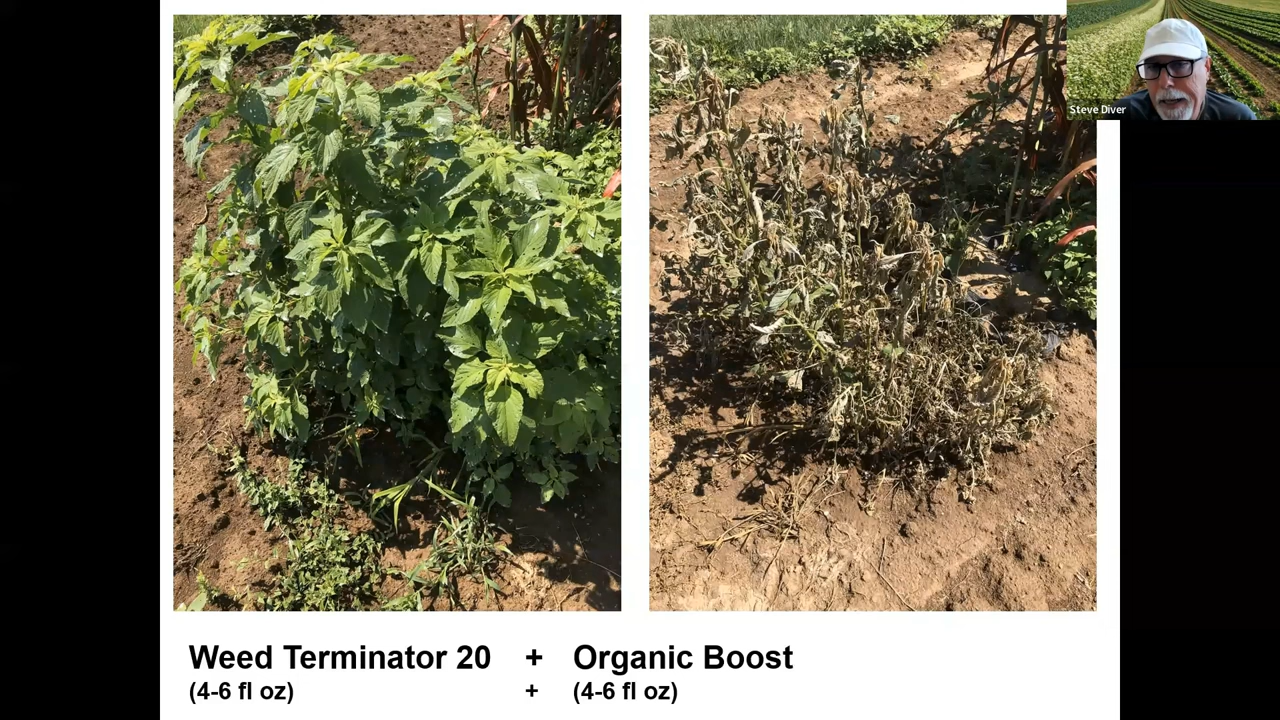 Steve Diver
Weed Terminator 20 + Organic Boost
(4-6 fl oz) + (4-6 fl oz)